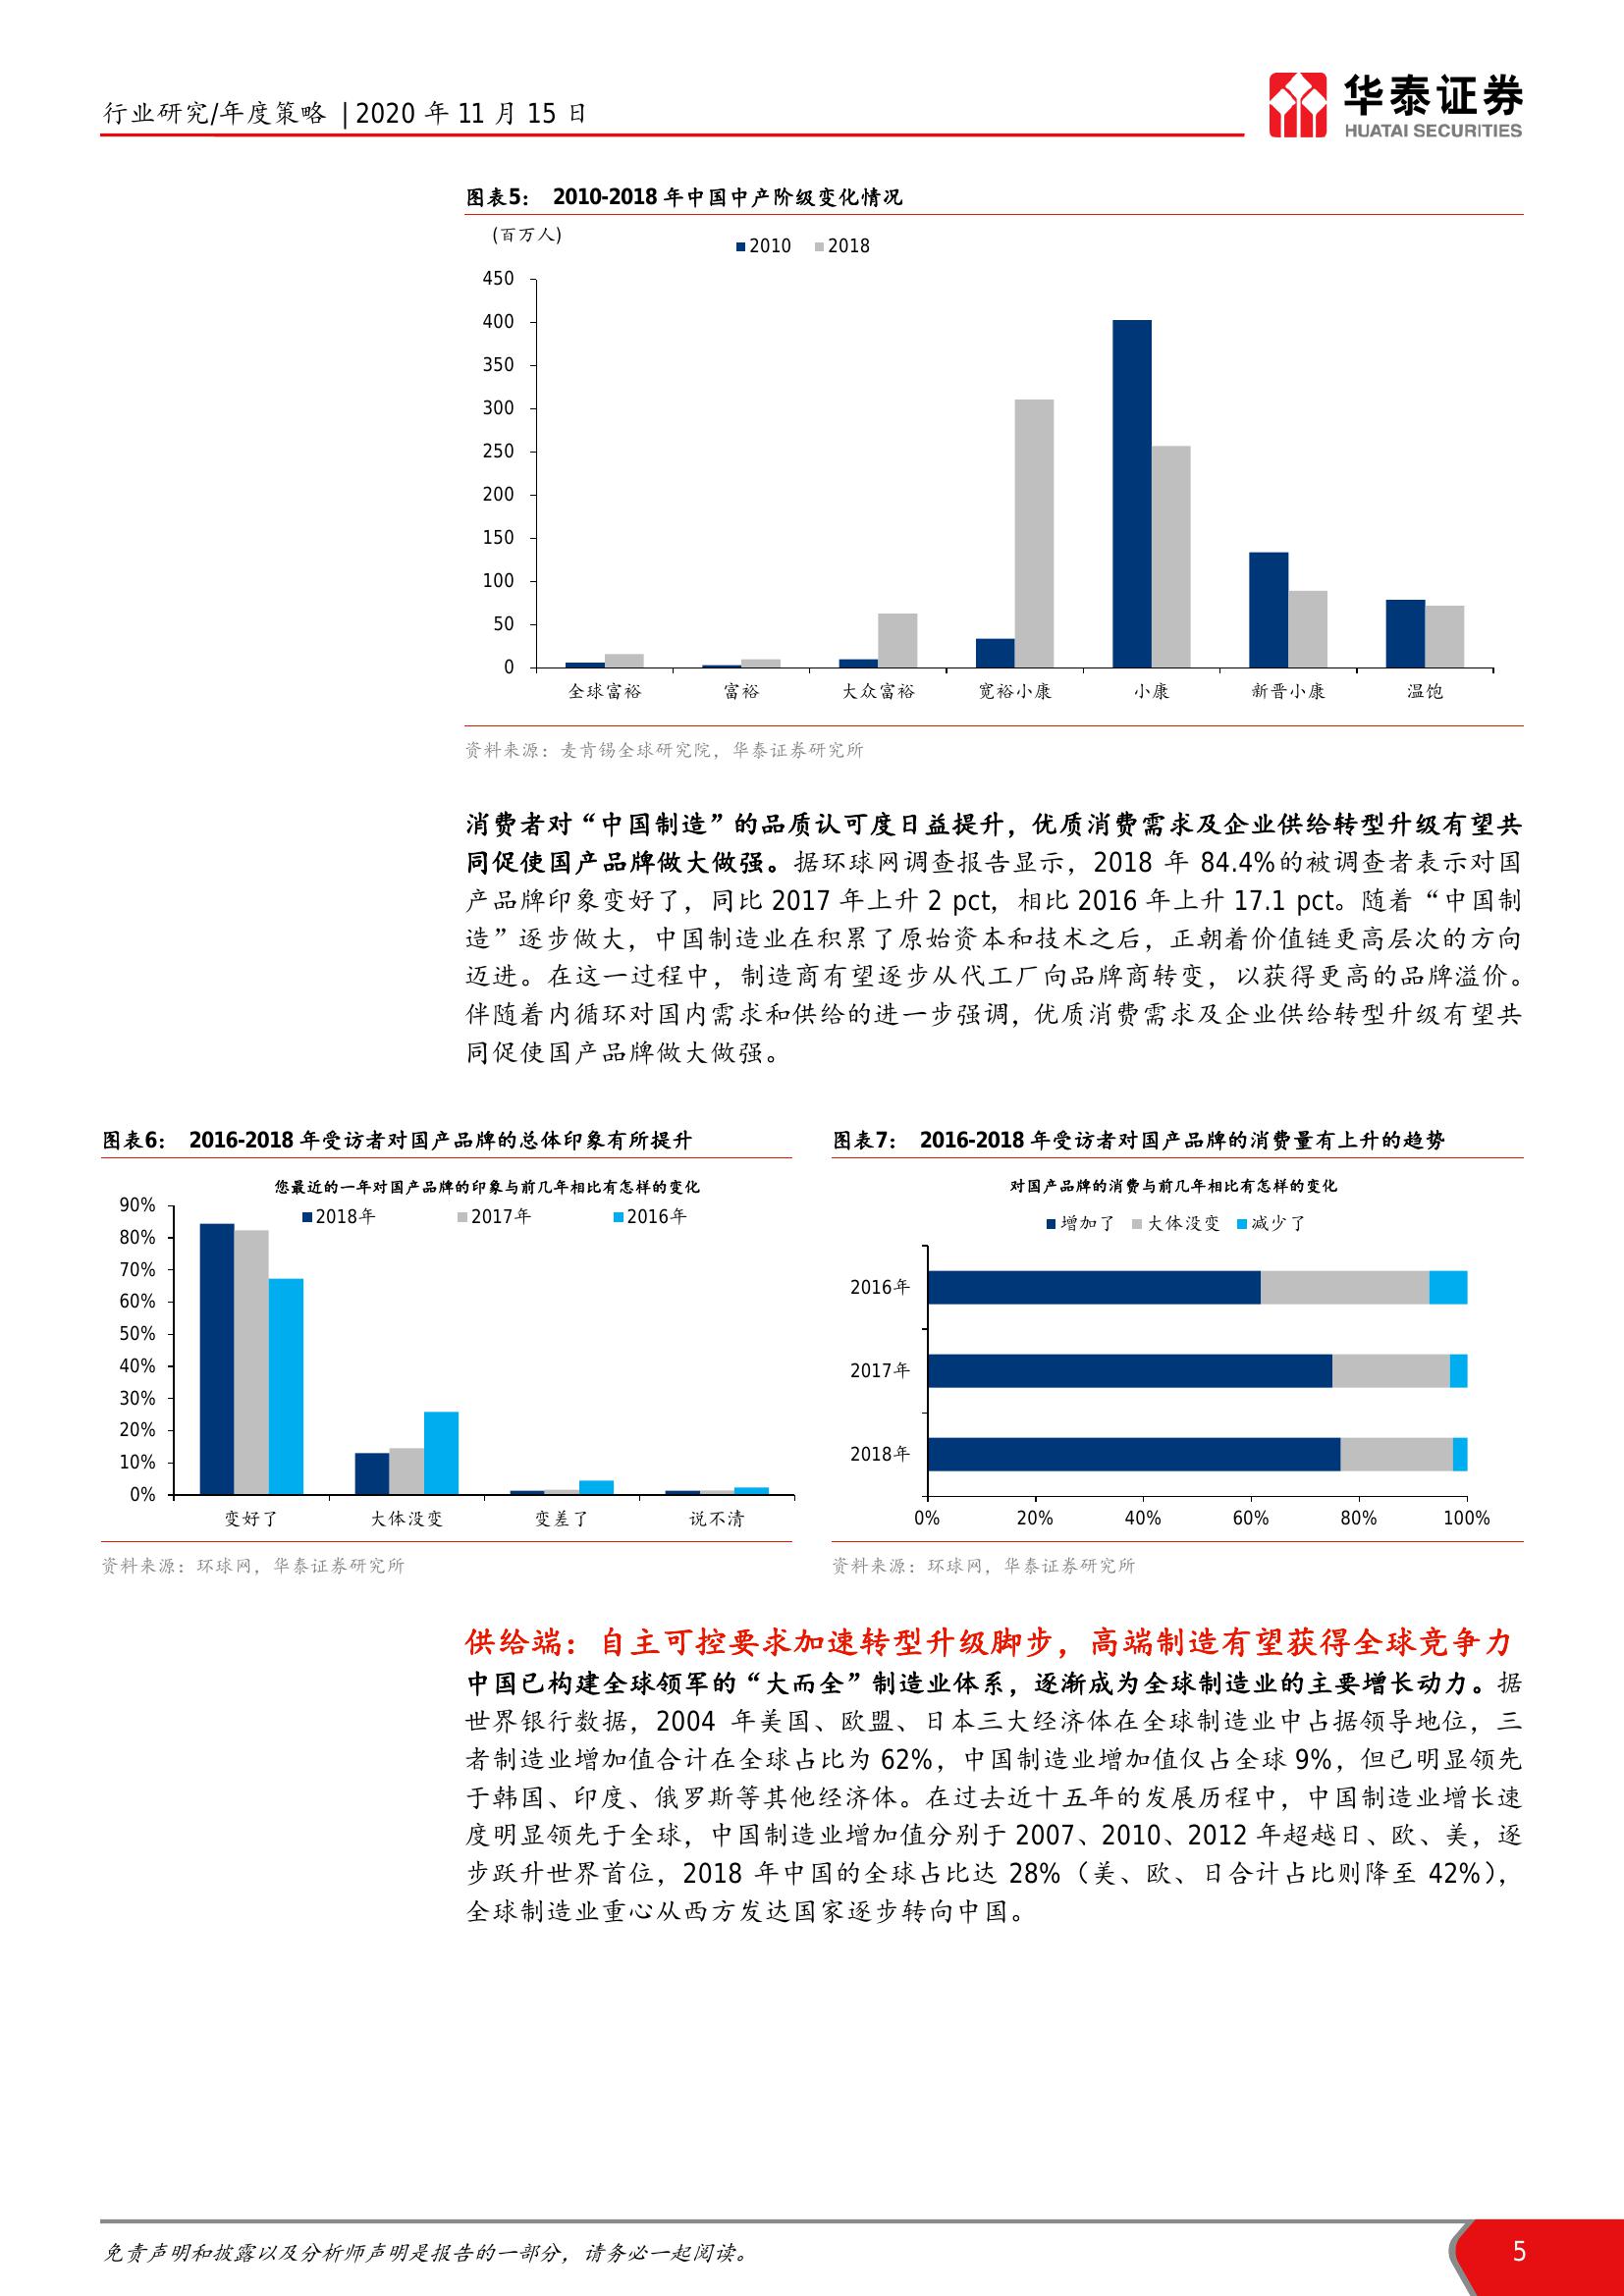 行业研究/年度策略 | 2020 年 11 月 15 日
华泰证券
HUATAI SECURITIES
图表5： 2010-2018 年中国中产阶级变化情况
(百万人)
2010 2018
450
400
350
300
250
200
150
100
50
0
全球富裕 富裕 大众富裕 宽裕小康 小康 新晋小康 温饱
资料来源：麦肯锡全球研究院，华泰证券研究所
消费者对“中国制造”的品质认可度日益提升，优质消费需求及企业供给转型升级有望共
同促使国产品牌做大做强。据环球网调查报告显示，2018 年 84.4%的被调查者表示对国
产品牌印象变好了，同比 2017 年上升 2 pct，相比 2016 年上升 17.1 pct。随着“中国制
造”逐步做大，中国制造业在积累了原始资本和技术之后，正朝着价值链更高层次的方向
迈进。在这一过程中，制造商有望逐步从代工厂向品牌商转变，以获得更高的品牌溢价。
伴随着内循环对国内需求和供给的进一步强调，优质消费需求及企业供给转型升级有望共
同促使国产品牌做大做强。
图表6： 2016-2018 年受访者对国产品牌的总体印象有所提升
您最近的一年对国产品牌的印象与前几年相比有怎样的变化
2018年 2017年 2016年
90%
80%
70%
60%
50%
40%
30%
20%
10%
0%
变好了 大体没变 变差了 说不清
资料来源：环球网，华泰证券研究所
图表7： 2016-2018 年受访者对国产品牌的消费量有上升的趋势
对国产品牌的消费与前几年相比有怎样的变化
增加了 大体没变 减少了
2016年
2017年
2018年
0% 20% 40% 60% 80% 100%
资料来源：环球网，华泰证券研究所
供给端：自主可控要求加速转型升级脚步，高端制造有望获得全球竞争力
中国已构建全球领军的“大而全”制造业体系，逐渐成为全球制造业的主要增长动力。据
世界银行数据，2004 年美国、欧盟、日本三大经济体在全球制造业中占据领导地位，三
者制造业增加值合计在全球占比为 62%，中国制造业增加值仅占全球 9%，但已明显领先
于韩国、印度、俄罗斯等其他经济体。在过去近十五年的发展历程中，中国制造业增长速
度明显领先于全球，中国制造业增加值分别于 2007、2010、2012 年超越日、欧、美，逐
步跃升世界首位，2018 年中国的全球占比达 28%（美、欧、日合计占比则降至 42%），
全球制造业重心从西方发达国家逐步转向中国。
免责声明和披露以及分析师声明是报告的一部分，请务必一起阅读。
5